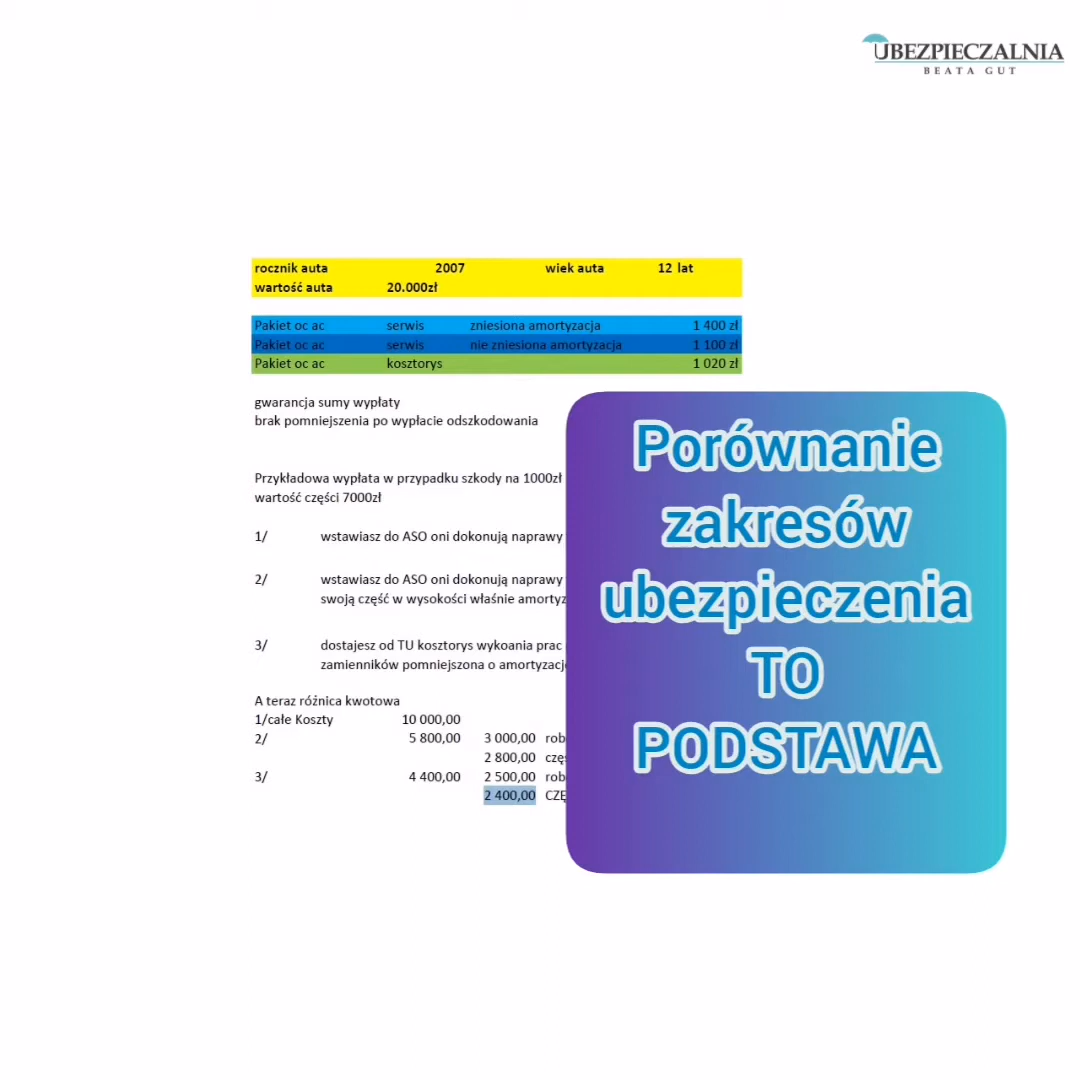 UBEZPIECZALNIA
BEATA GUT
rocznik auta 2007 wiek auta 12 lat
wartość auta 20.000zł
Pakiet oc ac serwis zniesiona amortyzacja 1 400 zł
Pakiet oc ac serwis nie zniesiona amortyzacja 1 100 zł
Pakiet oc ac kosztorys 1 020 zł
gwarancja sumy wypłaty
brak pomniejszenia po wypłacie odszkodowania
Przykładowa wypłata w przypadku szkody na 1000zł
wartość części 7000zł
1/ wstawiasz do ASO oni dokonują naprawy
2/ wstawiasz do ASO oni dokonują naprawy
swoją część w wysokości właśnie amortyz
3/ dostajesz od TU kosztorys wykoania prac
zamienników pomniejszona o amortyzacj
A teraz różnica kwotowa
1/całe Koszty 10 000,00
2/ 5 800,00 3 000,00 rob
2 800,00 częś
3/ 4 400,00 2 500,00 rob
2 400,00 CZĘ
Porównanie
zakresów
ubezpieczenia
TO
PODSTAWA